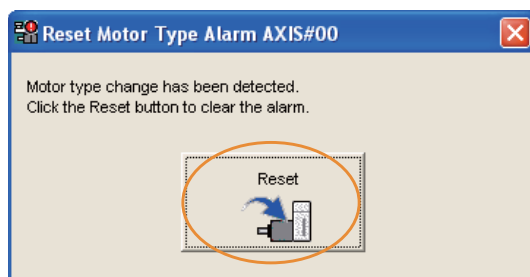 Reset Motor Type Alarm AXIS#00
Motor type change has been detected.
Click the Reset button to clear the alarm.
Reset